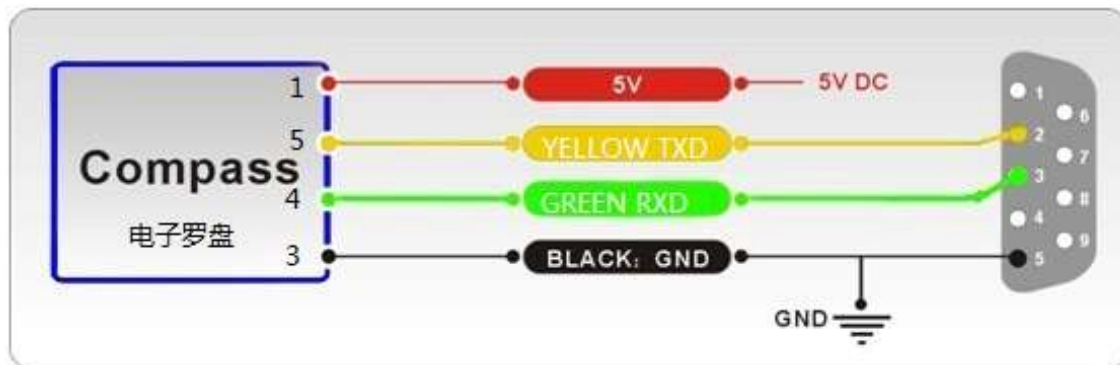 1
5V
5V DC
5
YELLOW TXD
Compass
4
GREEN RXD
电子罗盘
3
BLACK：GND
GND
1
6
2
7
3
8
4
9
5